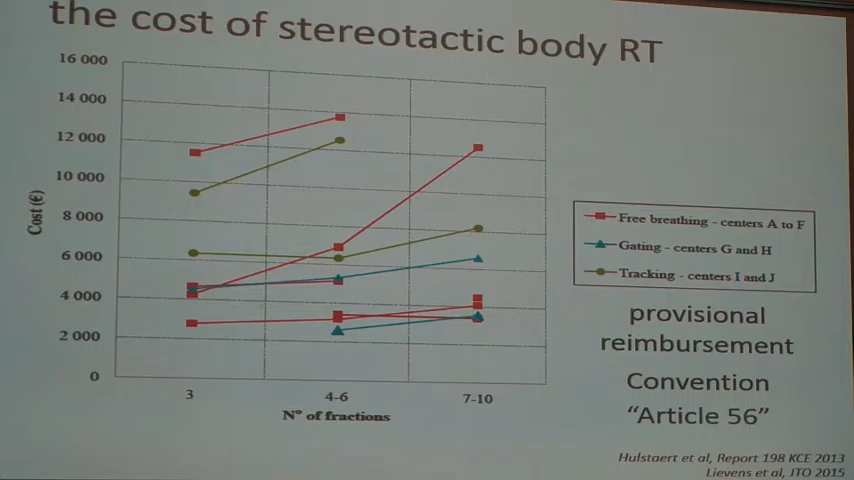 the cost of stereotactic body RT
16 000
14 000
12 000
10 000
8 000
6 000
4 000
2 000
0
Cost (€)
3
4-6
7-10
N° of fractions
Free breathing - centers A to F
Gating - centers G and H
Tracking - centers I and J
provisional
reimbursement
Convention
“Article 56”
Hulstaert et al, Report 198 KCE 2013
Lievens et al, JTO 2015